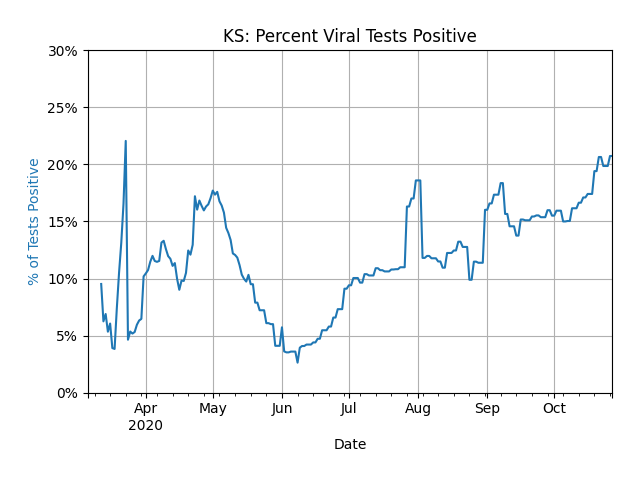 KS: Percent Viral Tests Positive
30%
25%
20%
15%
10%
5%
0%
% of Tests Positive
Apr
2020
May
Jun
Jul
Aug
Sep
Oct
Date